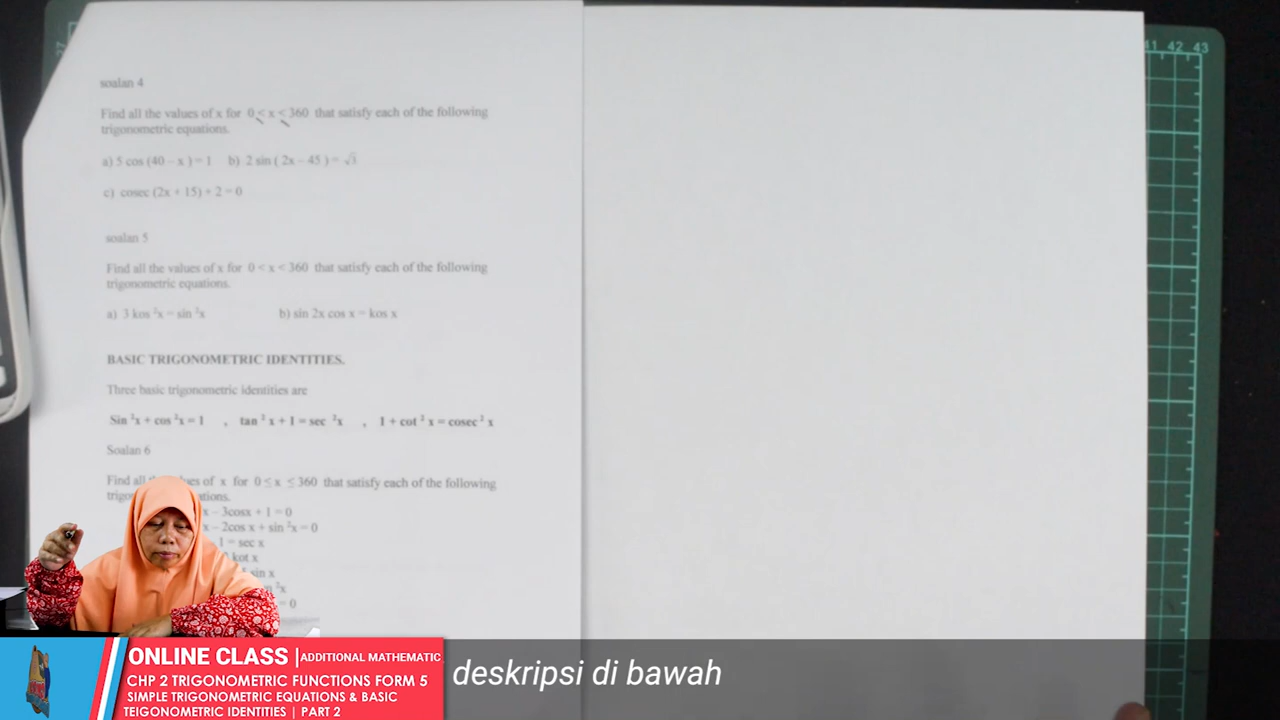 soalan 4
Find all the values of x for 0 < x < 360 that satisfy each of the following
trigonometric equations.
a) 5 cos (40 – x ) = 1 b) 2 sin ( 2x – 45 ) = √3
c) cosec (2x + 15) + 2 = 0
soalan 5
Find all the values of x for 0 < x < 360 that satisfy each of the following
trigonometric equations.
a) 3 kos ²x = sin ²x b) sin 2x cos x = kos x
BASIC TRIGONOMETRIC IDENTITIES.
Three basic trigonometric identities are
Sin ²x + cos ²x = 1 , tan ² x + 1 = sec ²x , 1 + cot ² x = cosec ² x
Soalan 6
Find all of x for 0 ≤ x ≤ 360 that satisfy each of the following
x – 3cosx + 1 = 0
x – 2cos x + sin ²x = 0
1 = sec x
kot x
sin x
²x
= 0
41 42 43
ONLINE CLASS | ADDITIONAL MATHEMATIC
CHP 2 TRIGONOMETRIC FUNCTIONS FORM 5
SIMPLE TRIGONOMETRIC EQUATIONS & BASIC
TEIGONOMETRIC IDENTITIES | PART 2
deskripsi di bawah